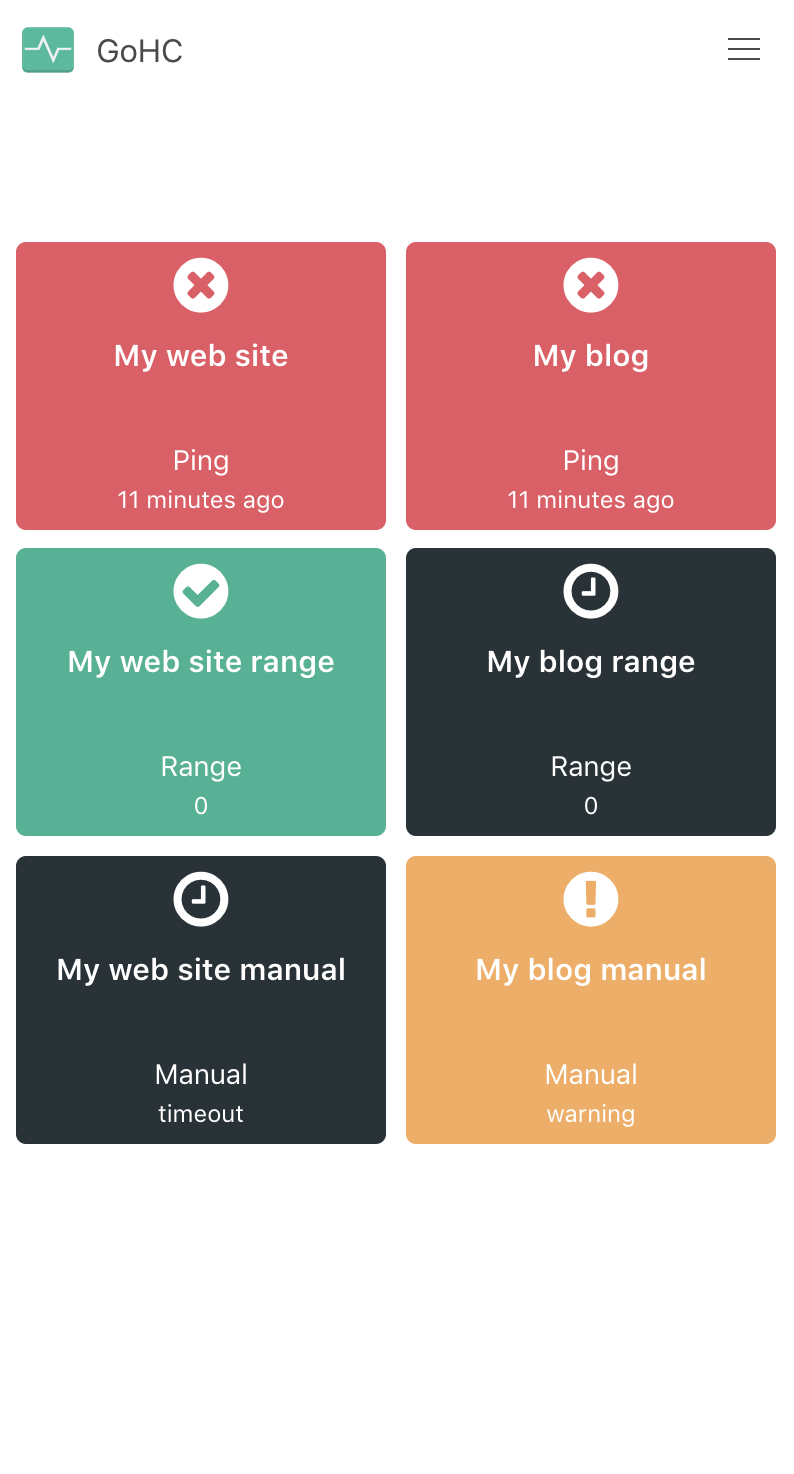 GoHC
My web site
Ping
11 minutes ago
My blog
Ping
11 minutes ago
My web site range
Range
0
My blog range
Range
0
My web site manual
Manual
timeout
My blog manual
Manual
warning